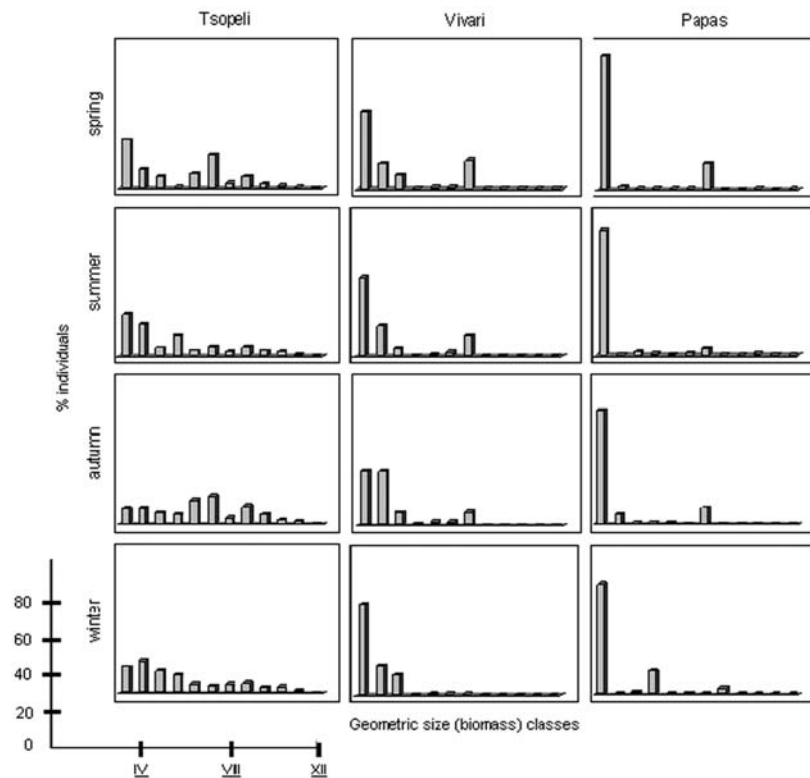 Tsopeli
Vivari
Papas
spring
summer
autumn
winter
% individuals
80
60
40
20
0
IV
VIII
XII
Geometric size (biomass) classes